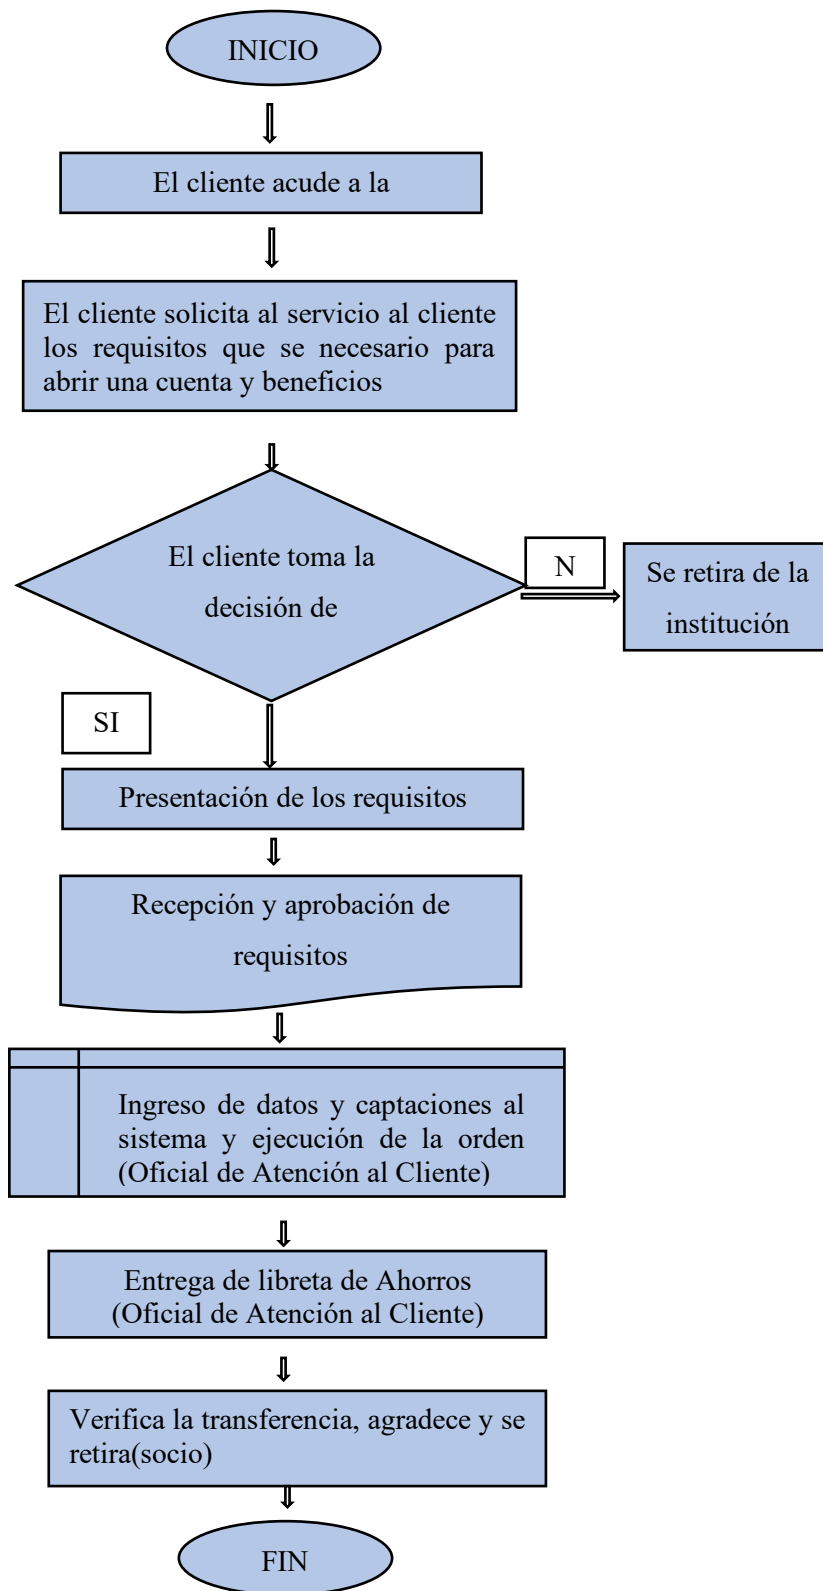 INICIO
El cliente acude a la
El cliente solicita al servicio al cliente
los requisitos que se necesario para
abrir una cuenta y beneficios
El cliente toma la
decisión de
N
Se retira de la
institución
SI
Presentación de los requisitos
Recepción y aprobación de
requisitos
Ingreso de datos y captaciones al
sistema y ejecución de la orden
(Oficial de Atención al Cliente)
Entrega de libreta de Ahorros
(Oficial de Atención al Cliente)
Verifica la transferencia, agradece y se
retira(socio)
FIN